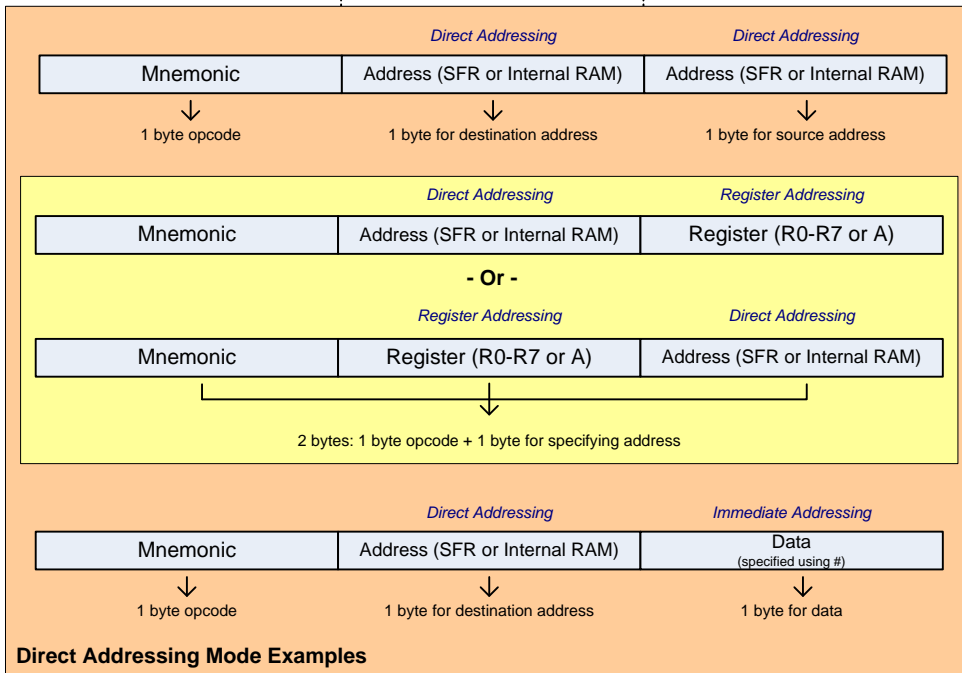 Direct Addressing Direct Addressing
Mnemonic Address (SFR or Internal RAM) Address (SFR or Internal RAM)
1 byte opcode 1 byte for destination address 1 byte for source address
Direct Addressing Register Addressing
Mnemonic Address (SFR or Internal RAM) Register (R0-R7 or A)
- Or -
Register Addressing Direct Addressing
Mnemonic Register (R0-R7 or A) Address (SFR or Internal RAM)
2 bytes: 1 byte opcode + 1 byte for specifying address
Direct Addressing Immediate Addressing
Mnemonic Address (SFR or Internal RAM) Data
(specified using #)
1 byte opcode 1 byte for destination address 1 byte for data
Direct Addressing Mode Examples